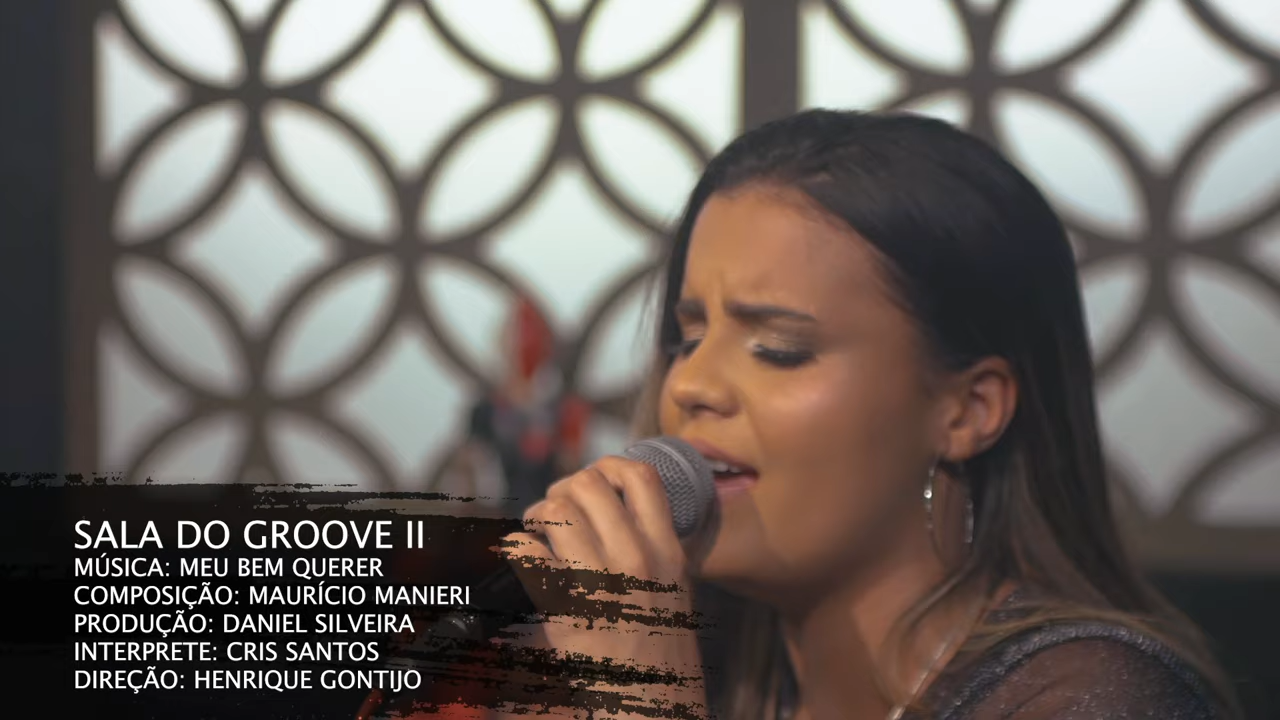 SALA DO GROOVE II
MÚSICA: MEU BEM QUERER
COMPOSIÇÃO: MAURÍCIO MANIERI
PRODUÇÃO: DANIEL SILVEIRA
INTERPRETE: CRIS SANTOS
DIREÇÃO: HENRIQUE GONTIJO